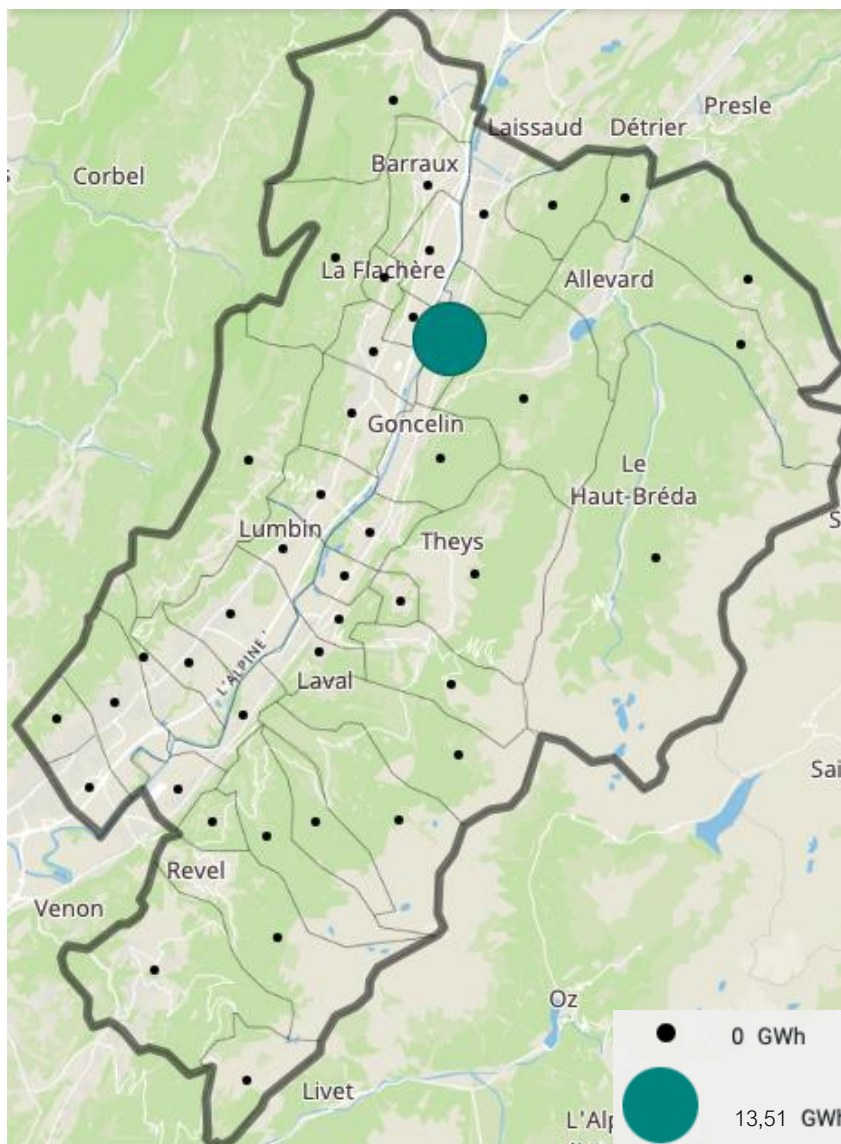 Presle
Laissaud
Détrier
Corbel
Barraux
La Flachère
Allevard
Goncelin
Le
Haut-Bréda
Lumbin
Theys
L'ALPINE
Laval
Revel
Venon
Oz
Livet
0 GWh
13,51 GWh